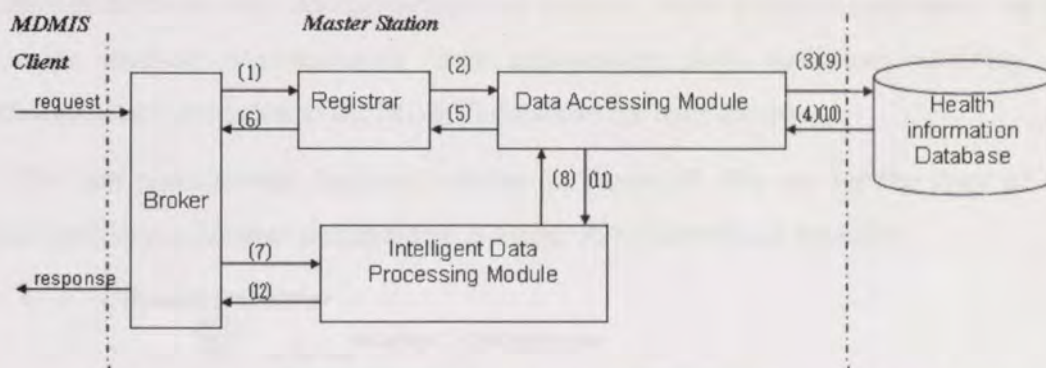 MDMIS
Client
Master Station
request
(1)
(6)
Registrar
(2)
(5)
Data Accessing Module
(3)(9)
(4)(10)
Health
information
Database
Broker
(8)
(11)
Intelligent Data
Processing Module
(7)
(12)
response